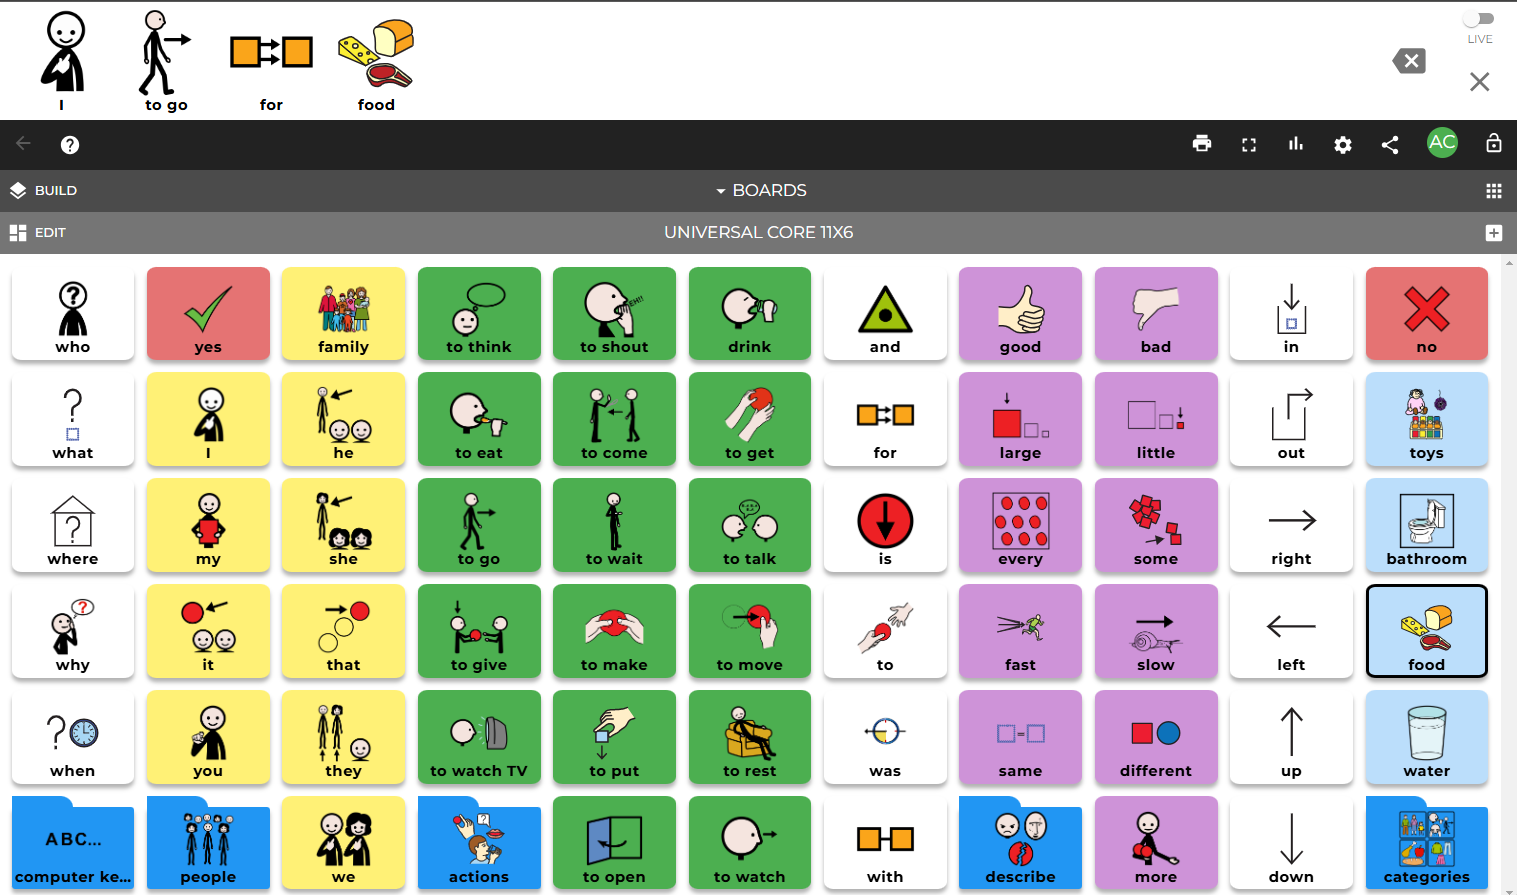 LIVE
I to go for food
?
AC
BUILD
BOARDS
EDIT
UNIVERSAL CORE 11X6
who yes family to think to shout drink and good bad in no
what I he to eat to come to get for large little out toys
where my she to go to wait to talk is every some right bathroom
why it that to give to make to move to fast slow left food
when you they to watch TV to put to rest was same different up water
ABC...
computer ke... people we actions to open to watch with describe more down categories